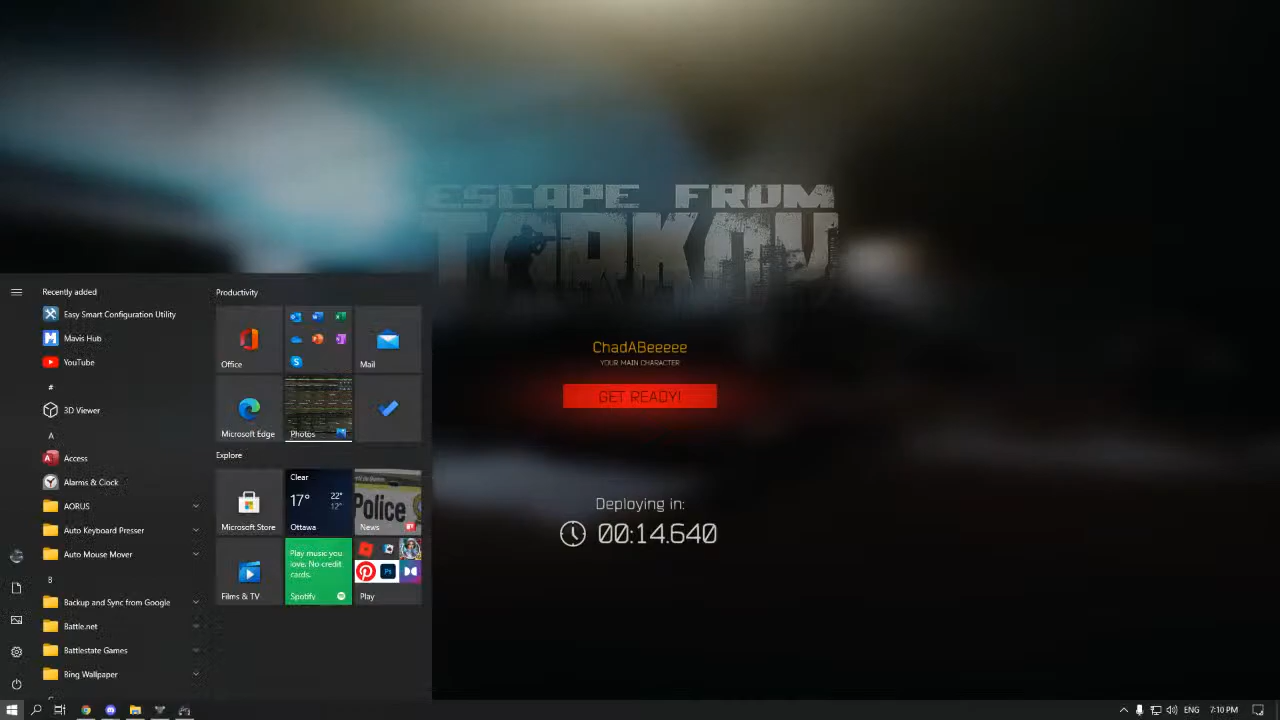 ESCAPE FROM
TARKOV
ChadABeeeee
YOUR MAIN CHARACTER
GET READY!
Deploying in:
00:14.640
Recently added
Easy Smart Configuration Utility
Mavis Hub
YouTube
#
3D Viewer
A
Access
Alarms & Clock
AORUS
Auto Keyboard Presser
Auto Mouse Mover
B
Backup and Sync from Google
Battle.net
Battlestate Games
Bing Wallpaper
Productivity
Office
Mail
Microsoft Edge
Photos
Explore
Microsoft Store
Clear
17°
22°
12°
Ottawa
Police
News
Films & TV
Play music you
love. No credit
cards.
Spotify
Play
ENG
7:10 PM